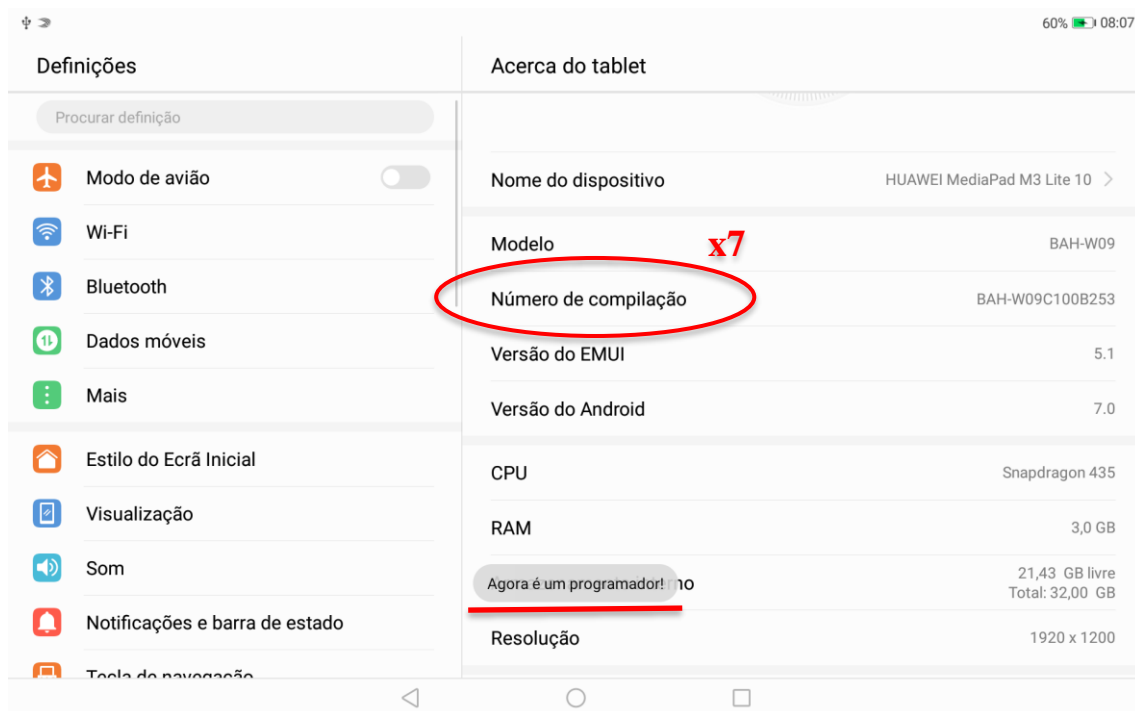 60% 08:07
Definições
Procurar definição
Modo de avião
Wi-Fi
Bluetooth
Dados móveis
Mais
Estilo do Ecrã Inicial
Visualização
Som
Notificações e barra de estado
Tecla de navegação
Acerca do tablet
Nome do dispositivo HUAWEI MediaPad M3 Lite 10
x7
Modelo BAH-W09
Número de compilação BAH-W09C100B253
Versão do EMUI 5.1
Versão do Android 7.0
CPU Snapdragon 435
RAM 3,0 GB
Agora é um programador!
21,43 GB livre
Total: 32,00 GB
Resolução 1920 x 1200